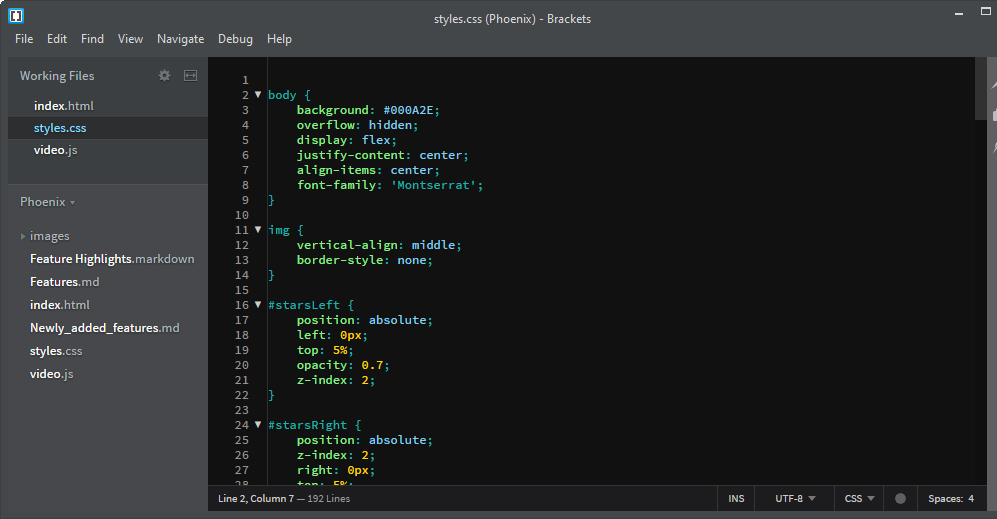 styles.css (Phoenix) - Brackets
File Edit Find View Navigate Debug Help
Working Files
index.html
styles.css
video.js
Phoenix
images
Feature Highlights.markdown
Features.md
index.html
Newly_added_features.md
styles.css
video.js
1
2 body {
3     background: #000A2E;
4     overflow: hidden;
5     display: flex;
6     justify-content: center;
7     align-items: center;
8     font-family: 'Montserrat';
9 }
10
11 img {
12     vertical-align: middle;
13     border-style: none;
14 }
15
16 #starsLeft {
17     position: absolute;
18     left: 0px;
19     top: 5%;
20     opacity: 0.7;
21     z-index: 2;
22 }
23
24 #starsRight {
25     position: absolute;
26     z-index: 2;
27     right: 0px;
28     top: 5%;
Line 2, Column 7 — 192 Lines INS UTF-8 CSS Spaces: 4